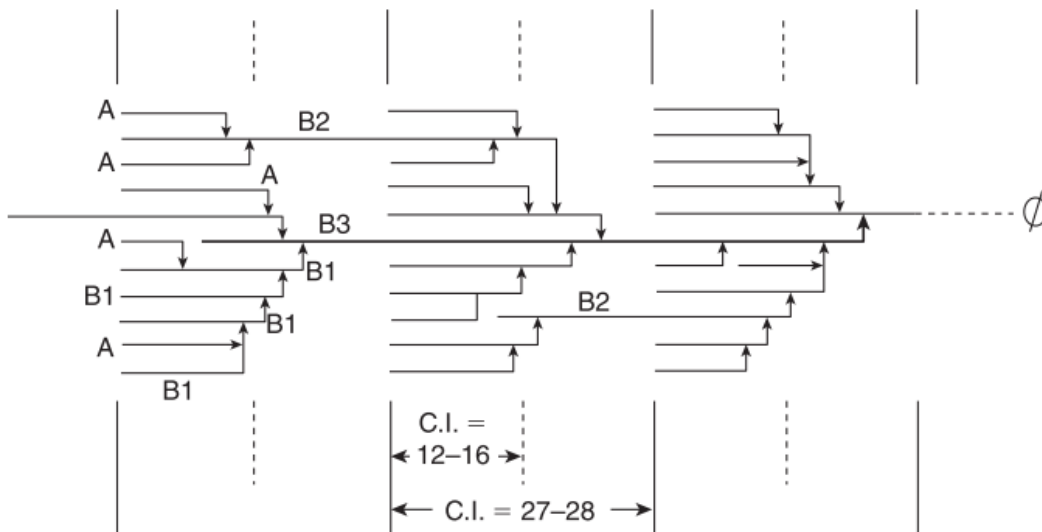 A
B2
A
A
B3
A
B1
B1
B2
B1
A
B1
C.I. =
12–16
C.I. = 27–28
ϕ